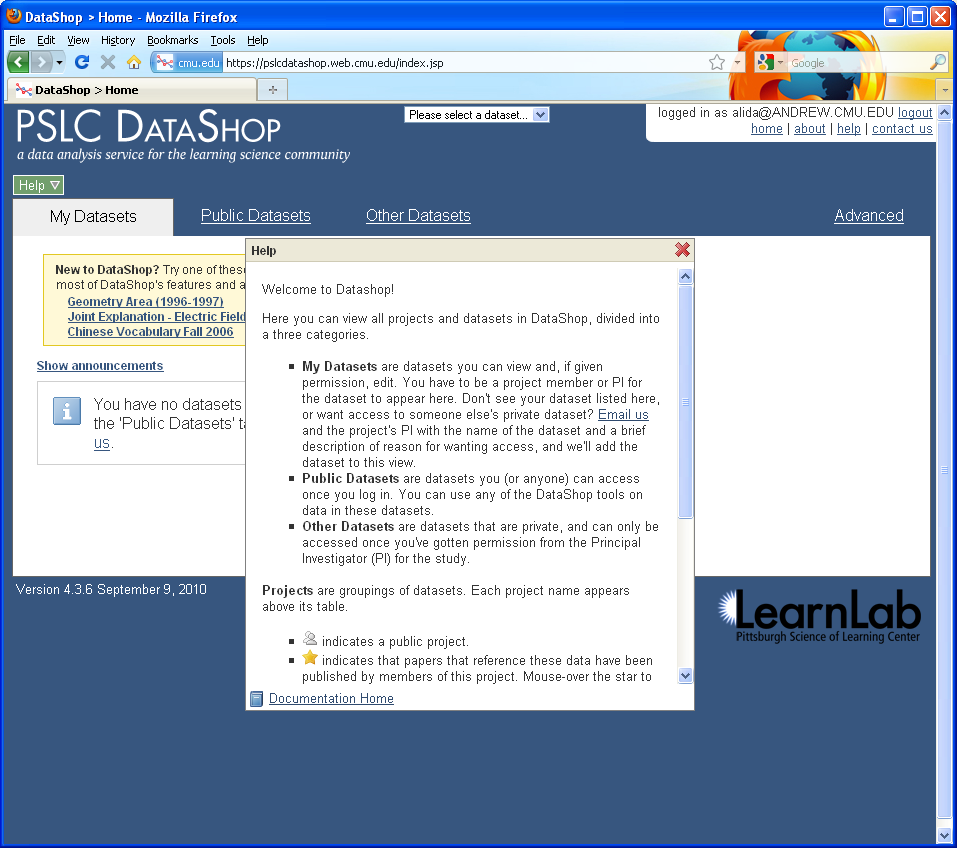 DataShop > Home - Mozilla Firefox
File Edit View History Bookmarks Tools Help
cmu.edu https://pslcdatashop.web.cmu.edu/index.jsp Google
DataShop > Home
PSLC DataShop
a data analysis service for the learning science community
Please select a dataset...
logged in as alida@ANDREW.CMU.EDU logout
home | about | help | contact us
Help
My Datasets Public Datasets Other Datasets Advanced
New to DataShop? Try one of these
most of DataShop's features and a
Geometry Area (1996-1997)
Joint Explanation - Electric Field
Chinese Vocabulary Fall 2006
Show announcements
You have no datasets
the 'Public Datasets' ta
us.
Help
Welcome to Datashop!
Here you can view all projects and datasets in DataShop, divided into
a three categories.
My Datasets are datasets you can view and, if given
permission, edit. You have to be a project member or PI for
the dataset to appear here. Don't see your dataset listed here,
or want access to someone else's private dataset? Email us
and the project's PI with the name of the dataset and a brief
description of reason for wanting access, and we'll add the
dataset to this view.
Public Datasets are datasets you (or anyone) can access
once you log in. You can use any of the DataShop tools on
data in these datasets.
Other Datasets are datasets that are private, and can only be
accessed once you've gotten permission from the Principal
Investigator (PI) for the study.
Projects are groupings of datasets. Each project name appears
above its table.
indicates a public project.
indicates that papers that reference these data have been
published by members of this project. Mouse-over the star to
Documentation Home
Version 4.3.6 September 9, 2010
LearnLab
Pittsburgh Science of Learning Center